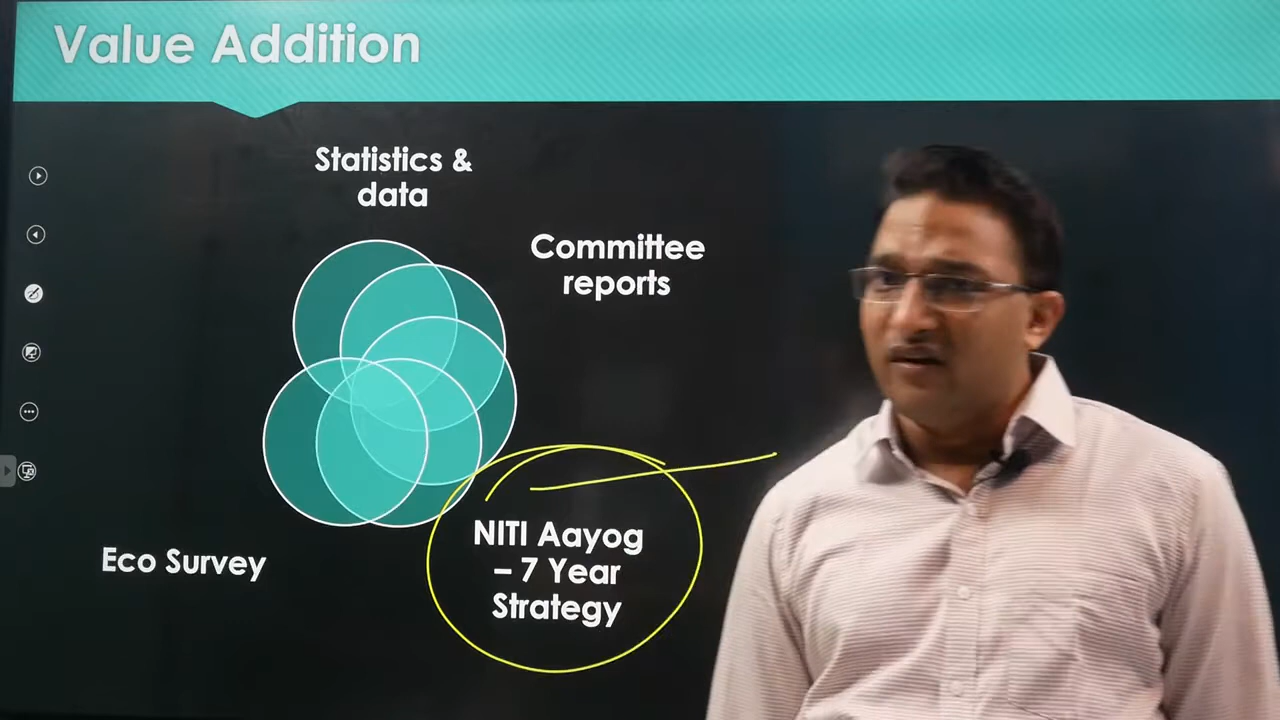 Value Addition
Statistics &
data
Committee
reports
NITI Aayog
– 7 Year
Strategy
Eco Survey